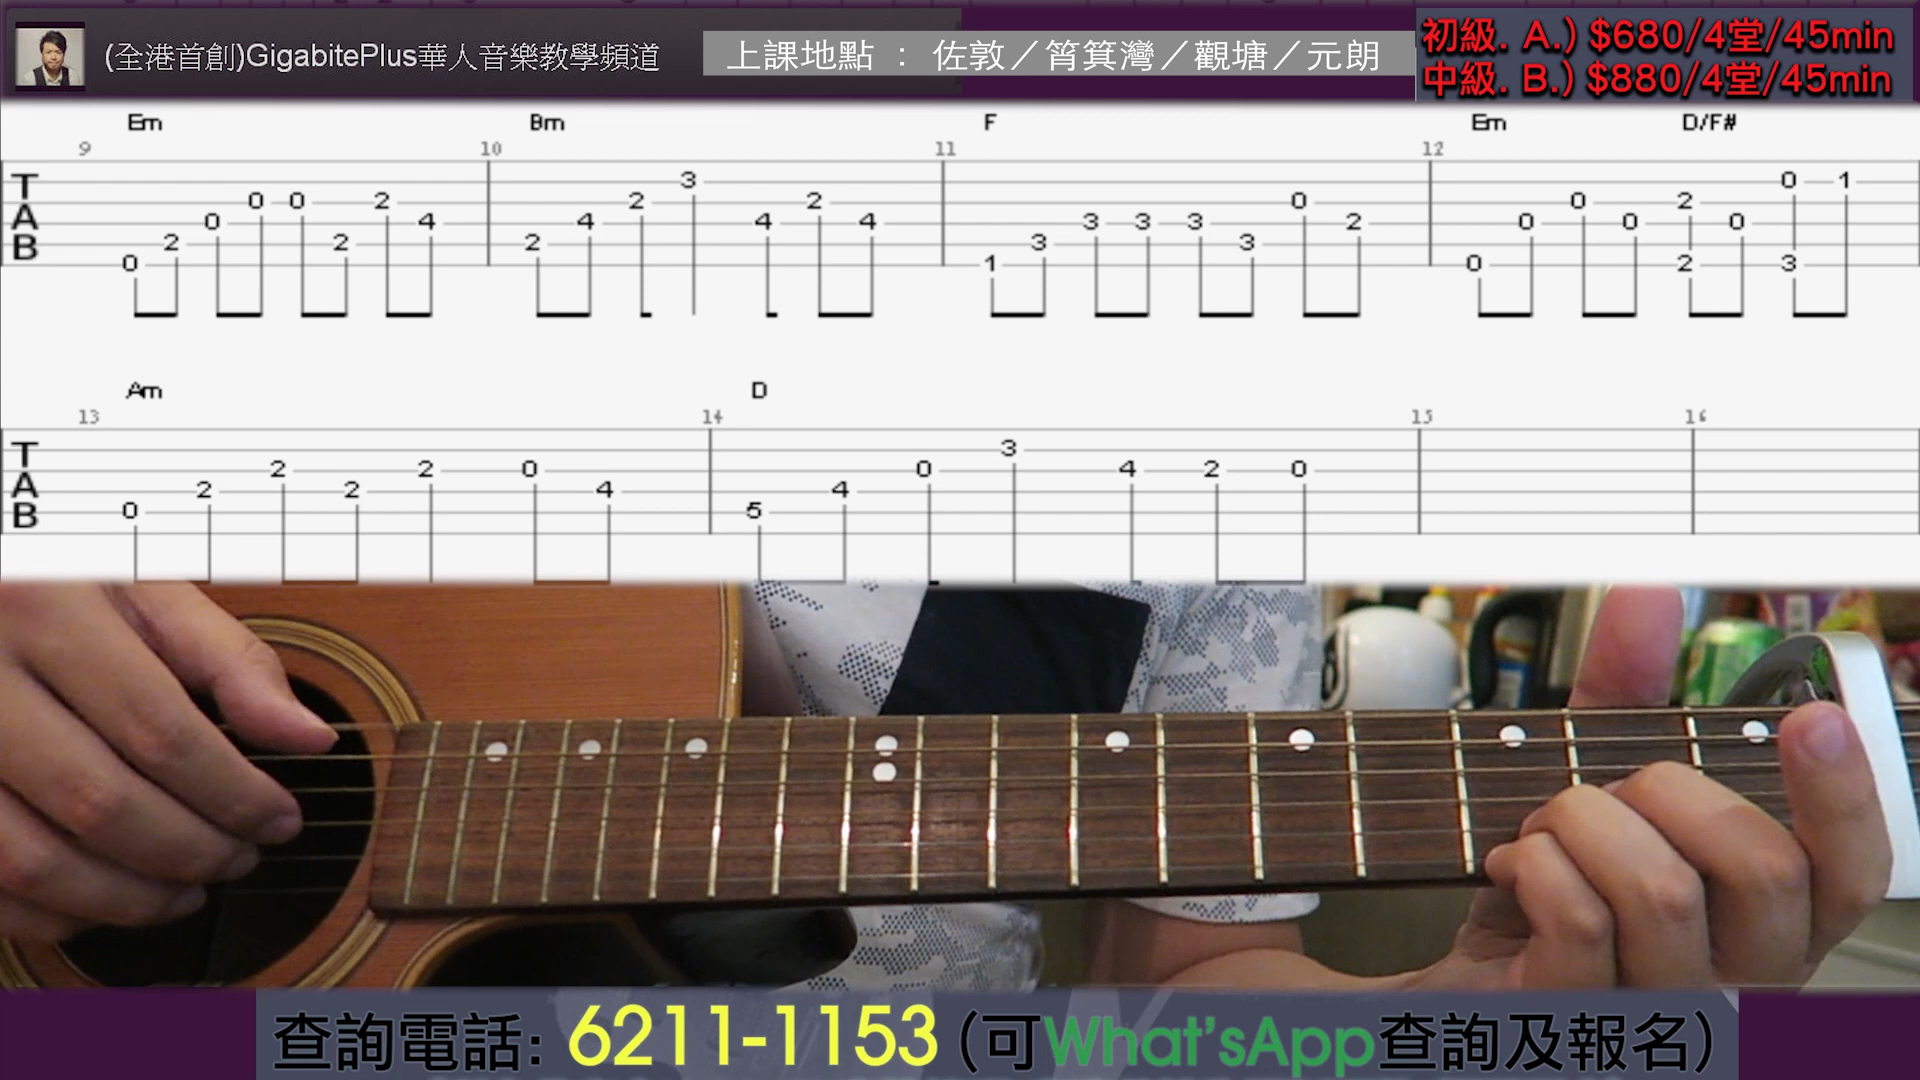 (全港首創)GigabitePlus華人音樂教學頻道
上課地點 : 佐敦/筲箕灣/觀塘/元朗
初級. A.) $680/4堂/45min
中級. B.) $880/4堂/45min
Em Bm F Em D/F#
9 10 11 12
TAB
3 0 1
0 0 2 2 2 0 0 2
0 4 4 4 4 3 3 3 2 0 0 0
2 2 2 3 3
0 1 0 2 3
Am D
13 14 15 16
TAB
3
2 2 0 0 4 2 0
2 2 4 4
0 5
查詢電話: 6211-1153 (可What'sApp查詢及報名)